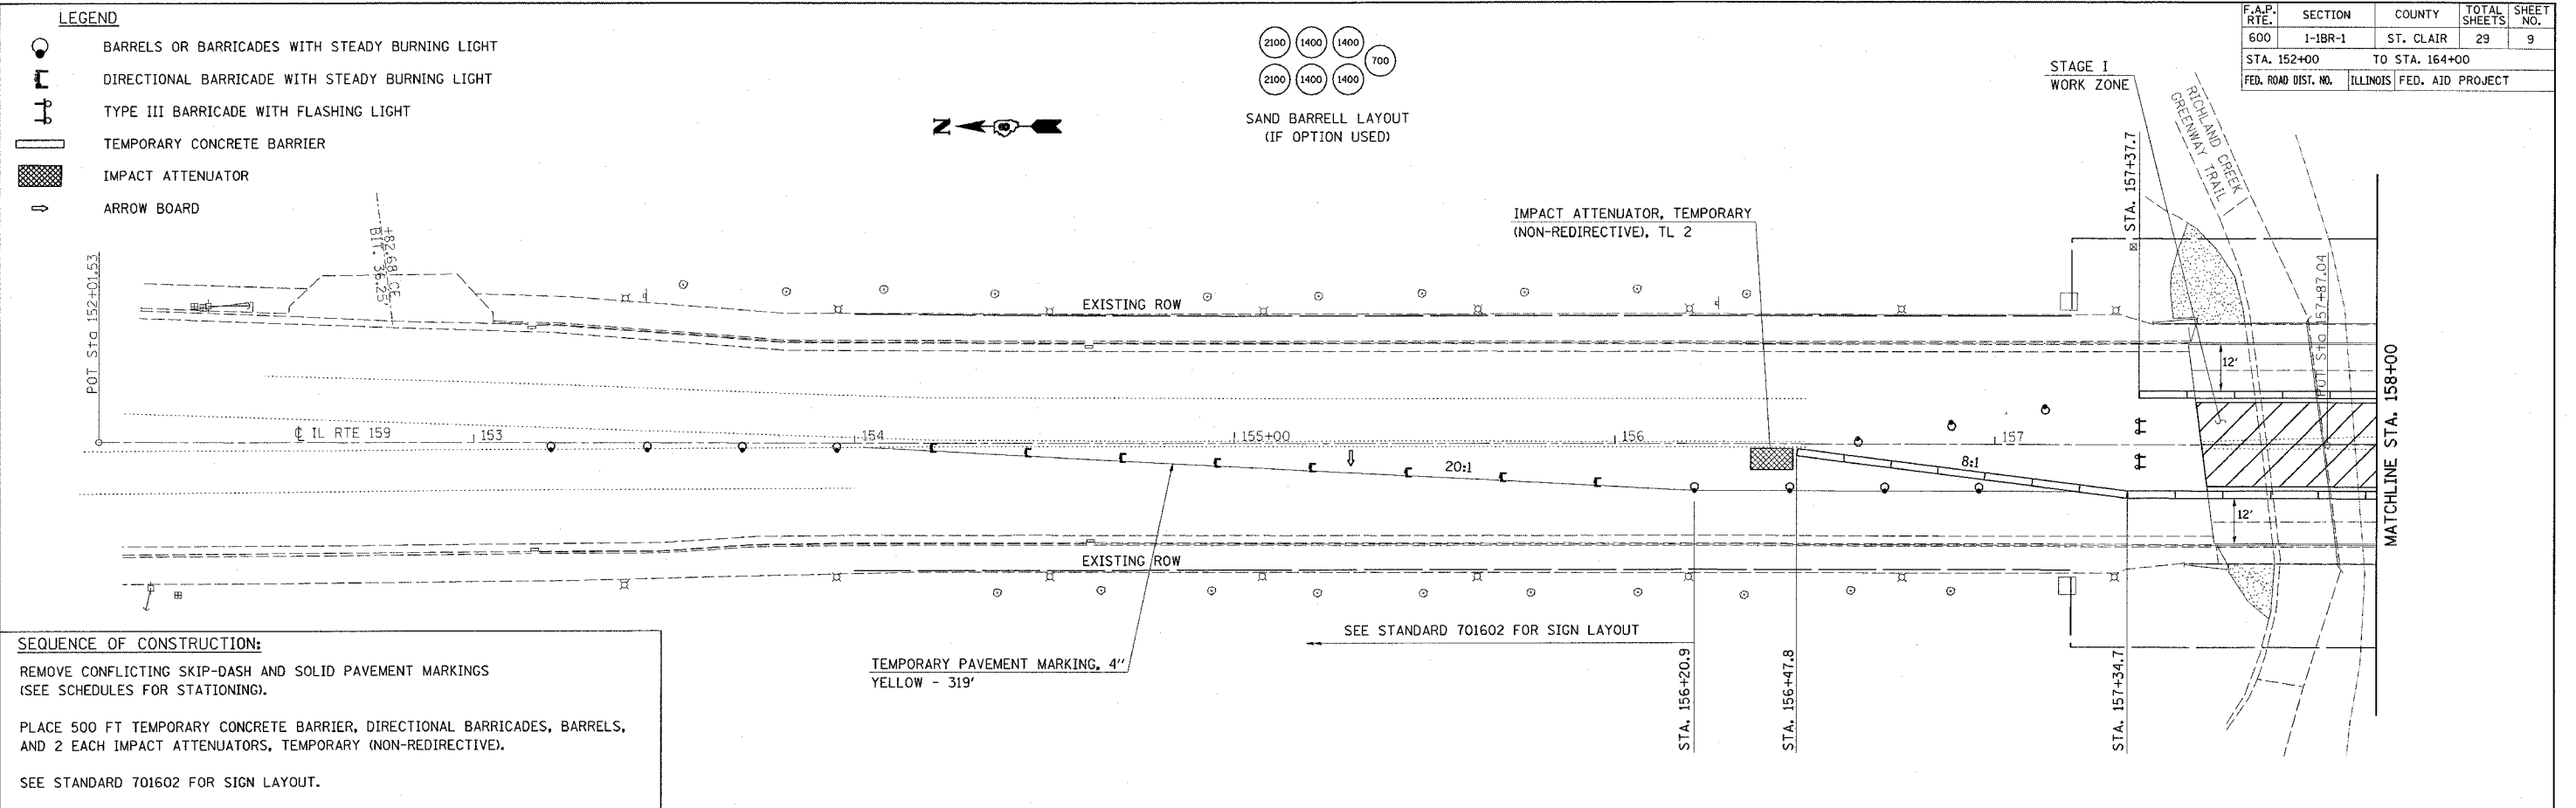 LEGEND
BARRELS OR BARRICADES WITH STEADY BURNING LIGHT
DIRECTIONAL BARRICADE WITH STEADY BURNING LIGHT
TYPE III BARRICADE WITH FLASHING LIGHT
TEMPORARY CONCRETE BARRIER
IMPACT ATTENUATOR
ARROW BOARD
2100 1400 1400
700
2100 1400 1400
SAND BARRELL LAYOUT
(IF OPTION USED)
N
F.A.P. RTE. SECTION COUNTY TOTAL SHEETS SHEET NO.
600 1-1BR-1 ST. CLAIR 29 9
STA. 152+00 TO STA. 164+00
FED. ROAD DIST. NO. ILLINOIS FED. AID PROJECT
STAGE I
WORK ZONE
RICHLAND CREEK
GREENWAY TRAIL
STA. 157+37.7
IMPACT ATTENUATOR, TEMPORARY
(NON-REDIRECTIVE), TL 2
POT Sta 152+01.53
+82.68 CE
BIT. 36.25'
EXISTING ROW
POT Sta 157+87.04
12'
MATCHLINE STA. 158+00
℄ IL RTE 159
153
154
155+00
156
157
20:1
8:1
12'
EXISTING ROW
SEE STANDARD 701602 FOR SIGN LAYOUT
TEMPORARY PAVEMENT MARKING, 4"
YELLOW - 319'
STA. 156+20.9
STA. 156+47.8
STA. 157+34.7
SEQUENCE OF CONSTRUCTION:
REMOVE CONFLICTING SKIP-DASH AND SOLID PAVEMENT MARKINGS
(SEE SCHEDULES FOR STATIONING).
PLACE 500 FT TEMPORARY CONCRETE BARRIER, DIRECTIONAL BARRICADES, BARRELS,
AND 2 EACH IMPACT ATTENUATORS, TEMPORARY (NON-REDIRECTIVE).
SEE STANDARD 701602 FOR SIGN LAYOUT.